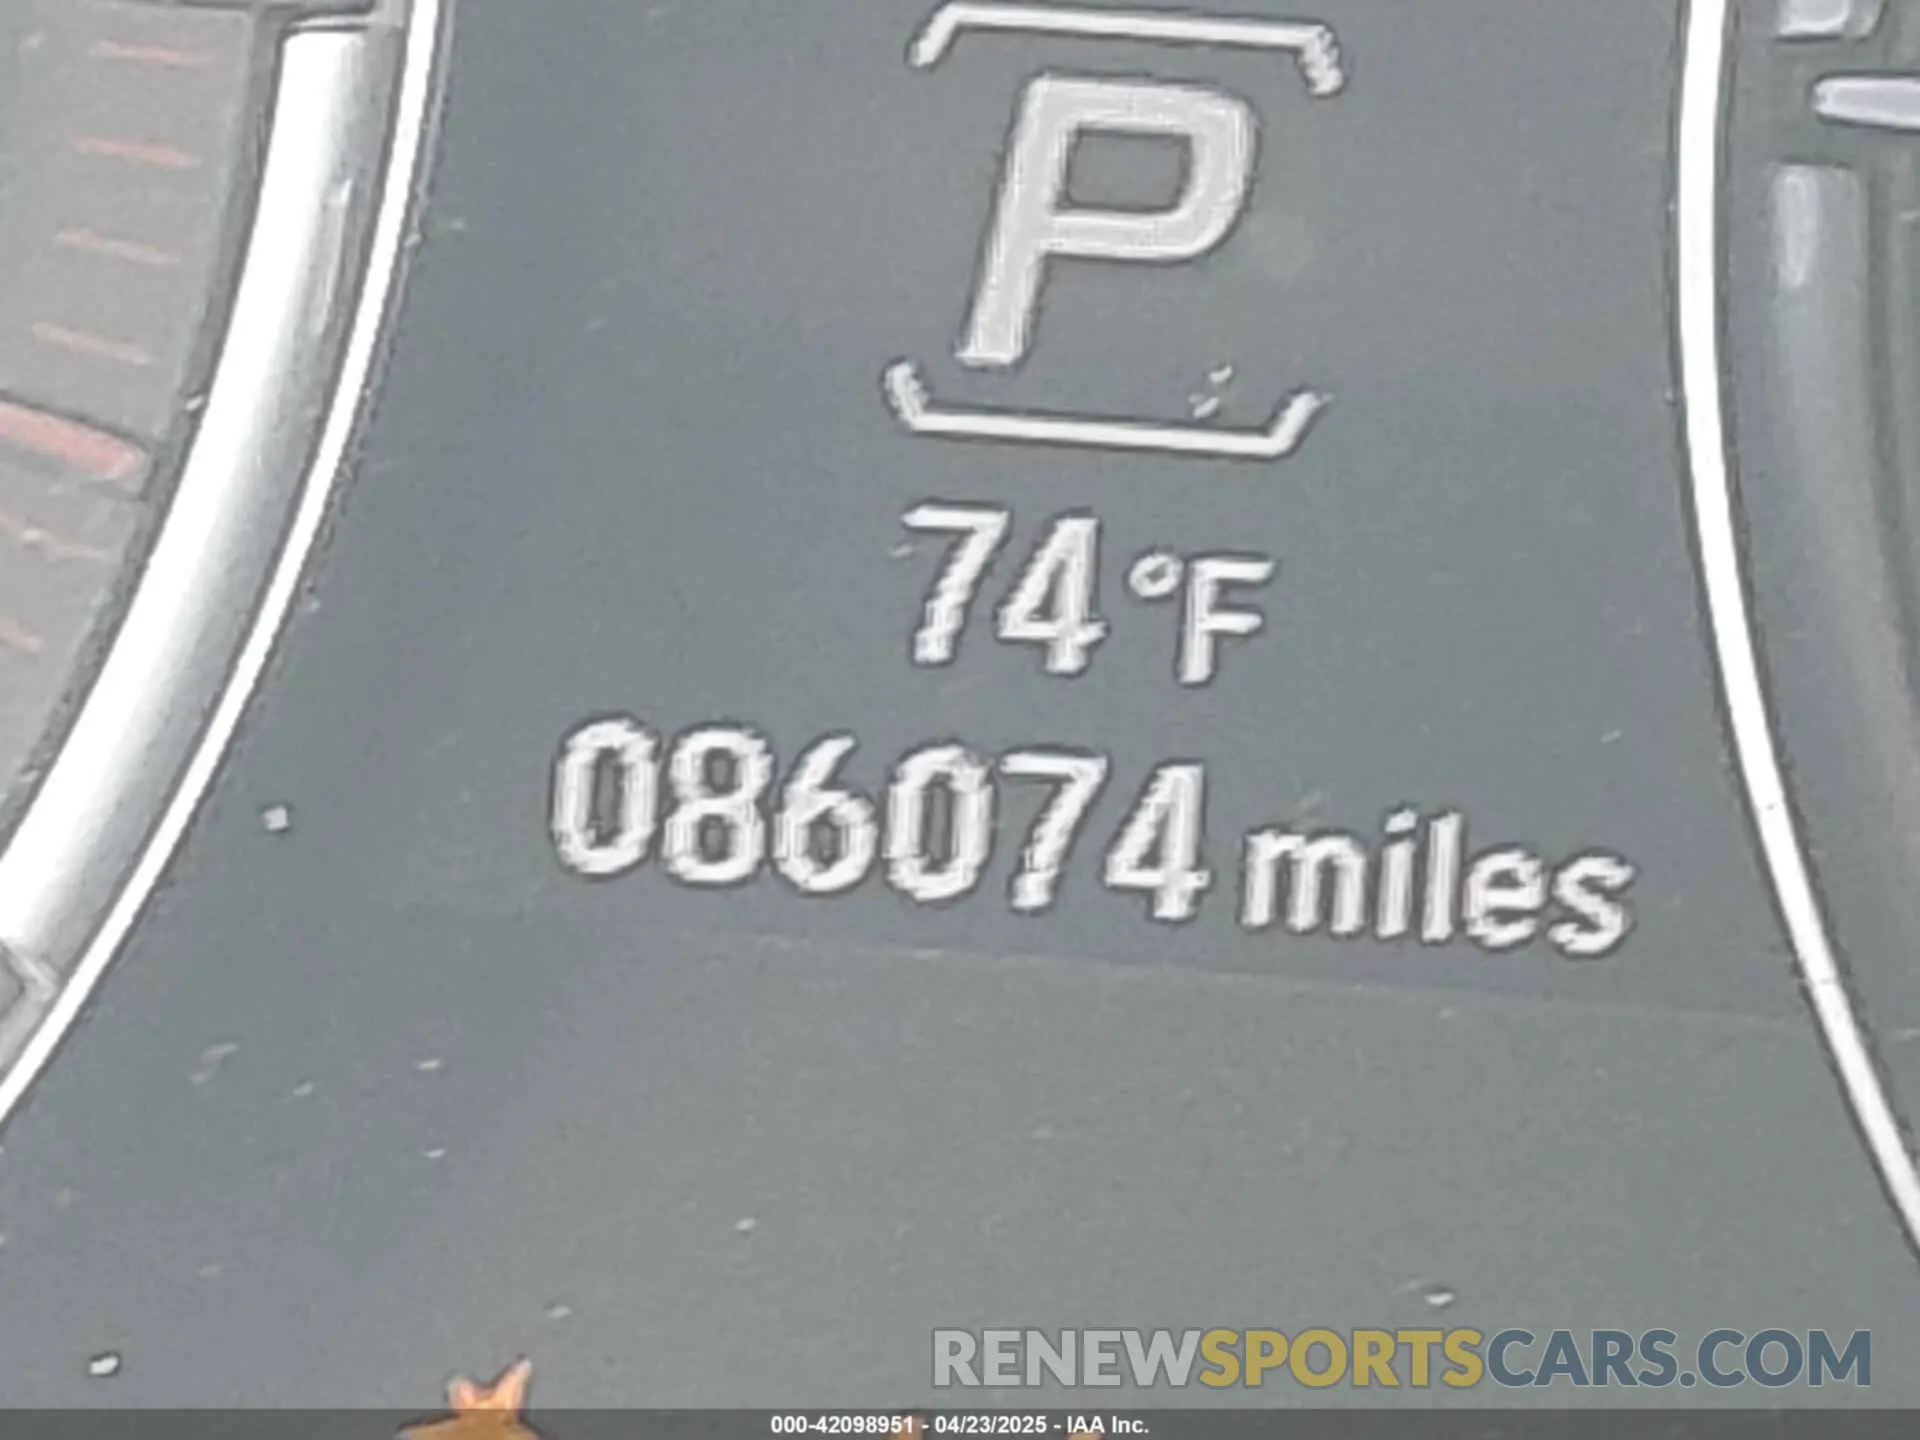 P
74°F
086074 miles
RENEWSPORTSCARS.COM
000-42098951 - 04/23/2025 - IAA Inc.